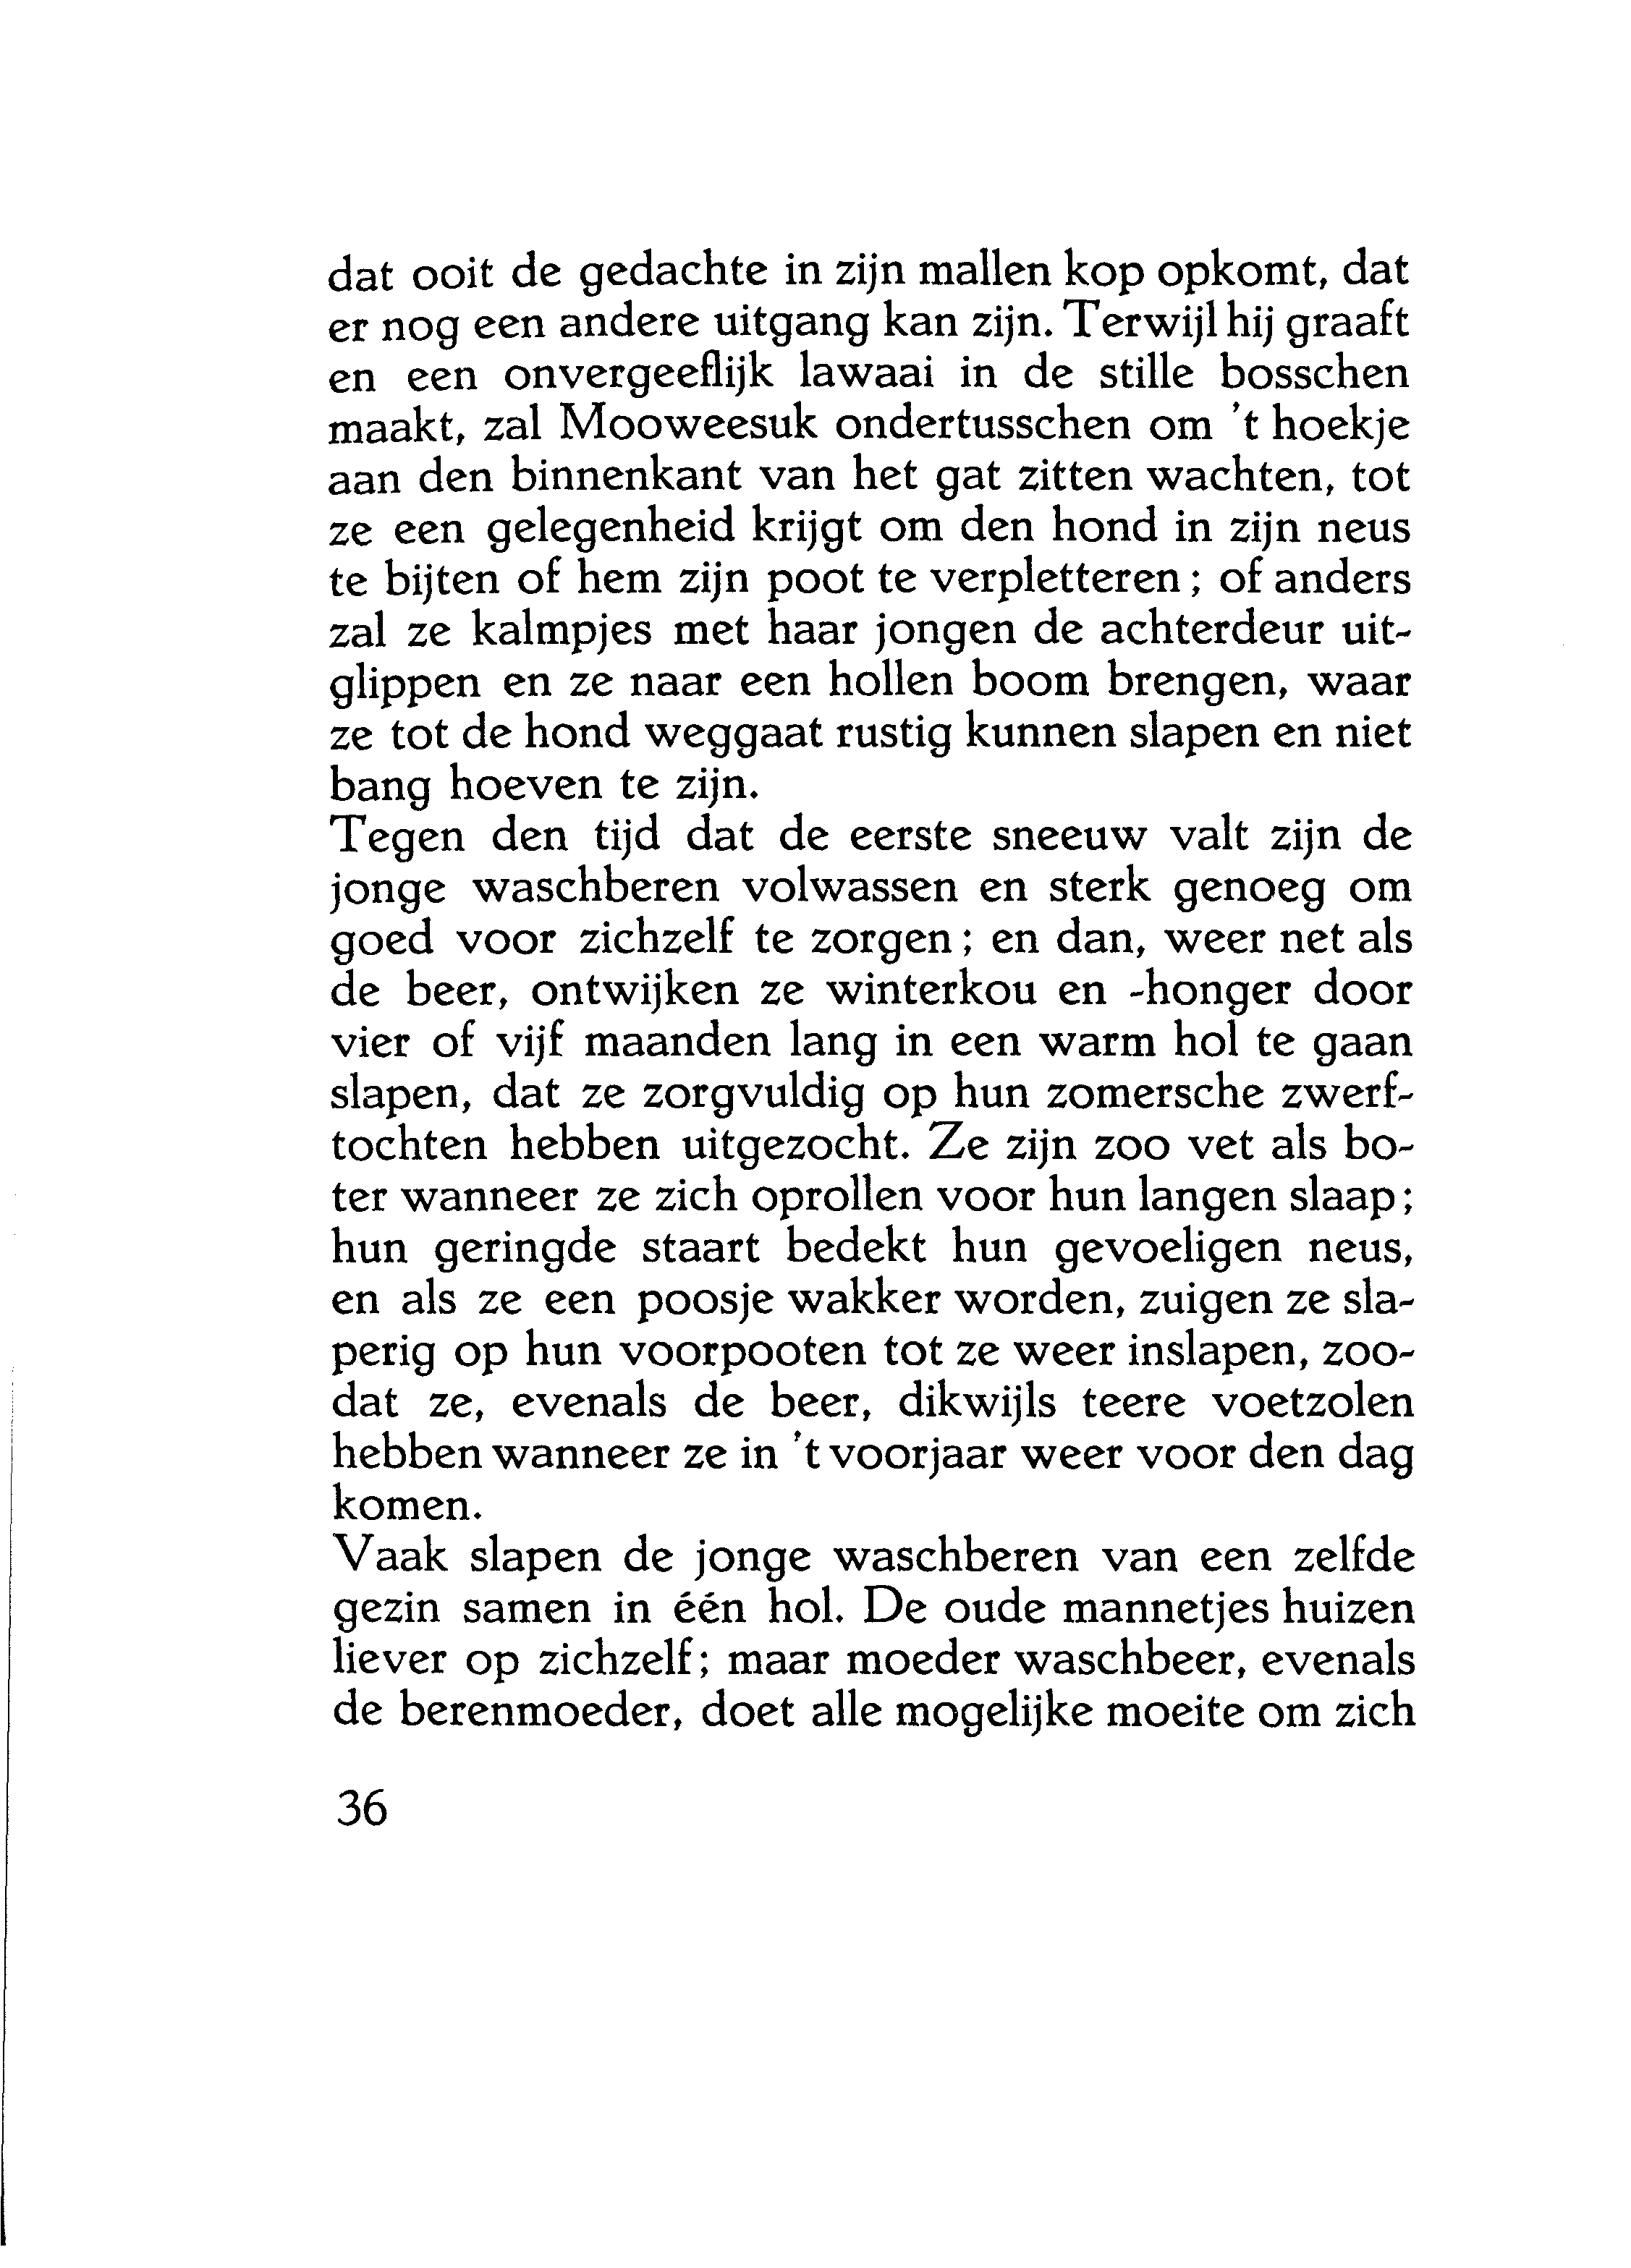 dat ooit de gedachte in zijn mallen kop opkomt, dat
er nog een andere uitgang kan zijn. Terwijl hij graaft
en een onvergeeflijk lawaai in de stille bosschen
maakt, zal Mooweesuk ondertusschen om 't hoekje
aan den binnenkant van het gat zitten wachten, tot
ze een gelegenheid krijgt om den hond in zijn neus
te bijten of hem zijn poot te verpletteren; of anders
zal ze kalmpjes met haar jongen de achterdeur uit-
glippen en ze naar een hollen boom brengen, waar
ze tot de hond weggaat rustig kunnen slapen en niet
bang hoeven te zijn.
Tegen den tijd dat de eerste sneeuw valt zijn de
jonge waschberen volwassen en sterk genoeg om
goed voor zichzelf te zorgen; en dan, weer net als
de beer, ontwijken ze winterkou en -honger door
vier of vijf maanden lang in een warm hol te gaan
slapen, dat ze zorgvuldig op hun zomersche zwerf-
tochten hebben uitgezocht. Ze zijn zoo vet als bo-
ter wanneer ze zich oprollen voor hun langen slaap;
hun geringde staart bedekt hun gevoeligen neus,
en als ze een poosje wakker worden, zuigen ze sla-
perig op hun voorpooten tot ze weer inslapen, zoo-
dat ze, evenals de beer, dikwijls teere voetzolen
hebben wanneer ze in 't voorjaar weer voor den dag
komen.
Vaak slapen de jonge waschberen van een zelfde
gezin samen in één hol. De oude mannetjes huizen
liever op zichzelf; maar moeder waschbeer, evenals
de berenmoeder, doet alle mogelijke moeite om zich
36